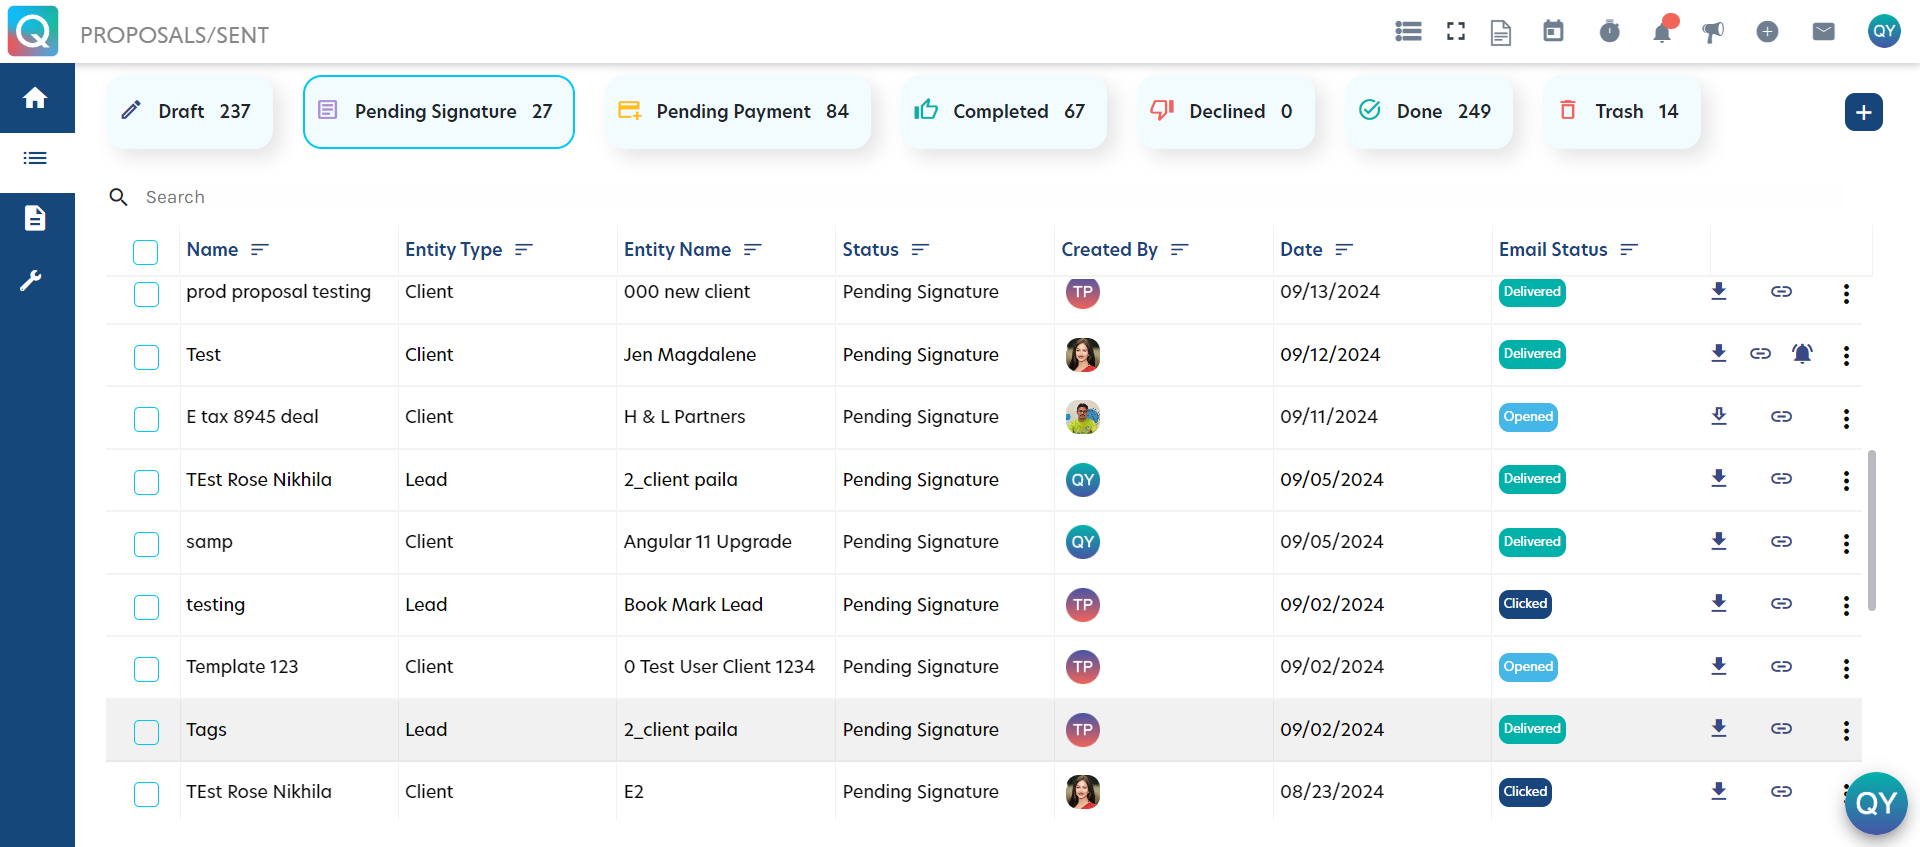 Q PROPOSALS/SENT QY
Draft 237 Pending Signature 27 Pending Payment 84 Completed 67 Declined 0 Done 249 Trash 14 +
Search
Name Entity Type Entity Name Status Created By Date Email Status
prod proposal testing Client 000 new client Pending Signature TP 09/13/2024 Delivered
Test Client Jen Magdalene Pending Signature 09/12/2024 Delivered
E tax 8945 deal Client H & L Partners Pending Signature 09/11/2024 Opened
TEst Rose Nikhila Lead 2_client paila Pending Signature QY 09/05/2024 Delivered
samp Client Angular 11 Upgrade Pending Signature QY 09/05/2024 Delivered
testing Lead Book Mark Lead Pending Signature TP 09/02/2024 Clicked
Template 123 Client 0 Test User Client 1234 Pending Signature TP 09/02/2024 Opened
Tags Lead 2_client paila Pending Signature TP 09/02/2024 Delivered
TEst Rose Nikhila Client E2 Pending Signature 08/23/2024 Clicked
QY